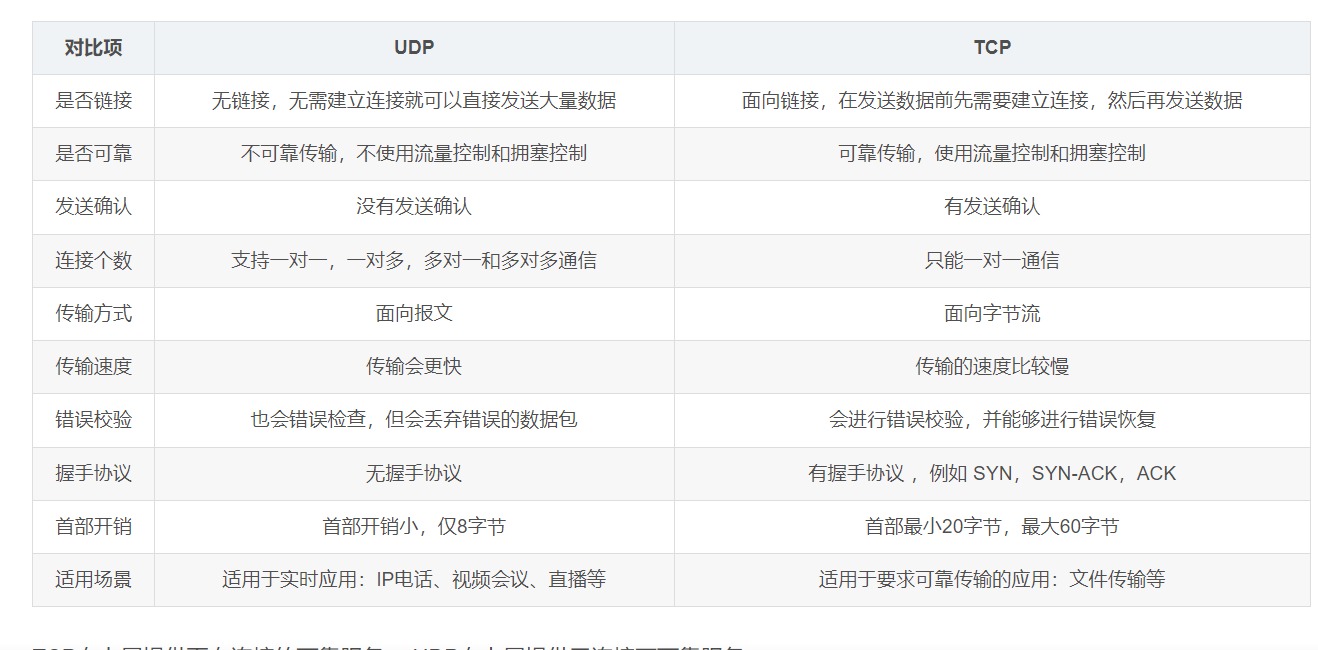 对比项 UDP TCP
是否链接 无链接，无需建立连接就可以直接发送大量数据 面向链接，在发送数据前先需要建立连接，然后再发送数据
是否可靠 不可靠传输，不使用流量控制和拥塞控制 可靠传输，使用流量控制和拥塞控制
发送确认 没有发送确认 有发送确认
连接个数 支持一对一，一对多，多对一和多对多通信 只能一对一通信
传输方式 面向报文 面向字节流
传输速度 传输会更快 传输的速度比较慢
错误校验 也会错误检查，但会丢弃错误的数据包 会进行错误校验，并能够进行错误恢复
握手协议 无握手协议 有握手协议 ，例如 SYN，SYN-ACK，ACK
首部开销 首部开销小，仅8字节 首部最小20字节，最大60字节
适用场景 适用于实时应用：IP电话、视频会议、直播等 适用于要求可靠传输的应用：文件传输等